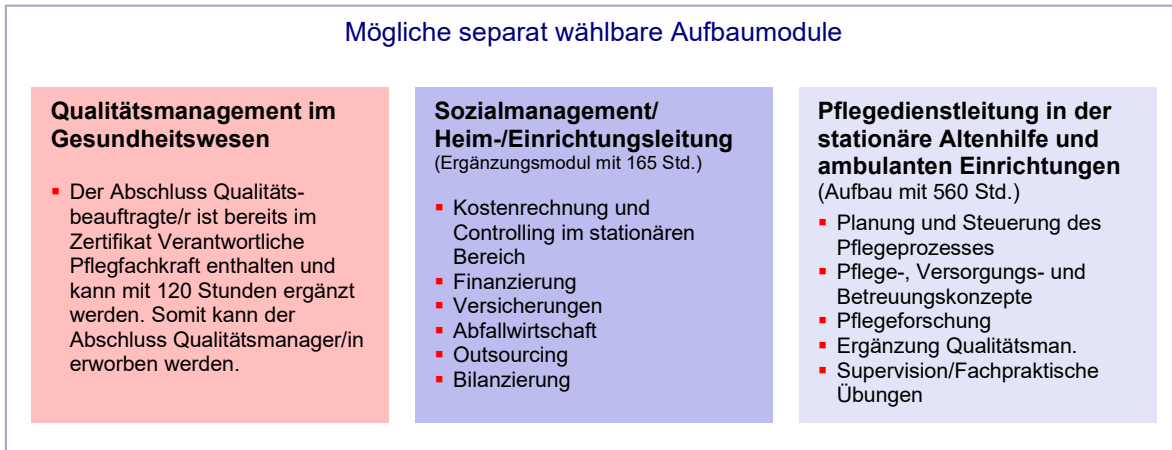 Mögliche separat wählbare Aufbaumodule
Qualitätsmanagement im
Gesundheitswesen
▪ Der Abschluss Qualitäts-
beauftragte/r ist bereits im
Zertifikat Verantwortliche
Pflegfachkraft enthalten und
kann mit 120 Stunden ergänzt
werden. Somit kann der
Abschluss Qualitätsmanager/in
erworben werden.
Sozialmanagement/
Heim-/Einrichtungsleitung
(Ergänzungsmodul mit 165 Std.)
▪ Kostenrechnung und
Controlling im stationären
Bereich
▪ Finanzierung
▪ Versicherungen
▪ Abfallwirtschaft
▪ Outsourcing
▪ Bilanzierung
Pflegedienstleitung in der
stationäre Altenhilfe und
ambulanten Einrichtungen
(Aufbau mit 560 Std.)
▪ Planung und Steuerung des
Pflegeprozesses
▪ Pflege-, Versorgungs- und
Betreuungskonzepte
▪ Pflegeforschung
▪ Ergänzung Qualitätsman.
▪ Supervision/Fachpraktische
Übungen